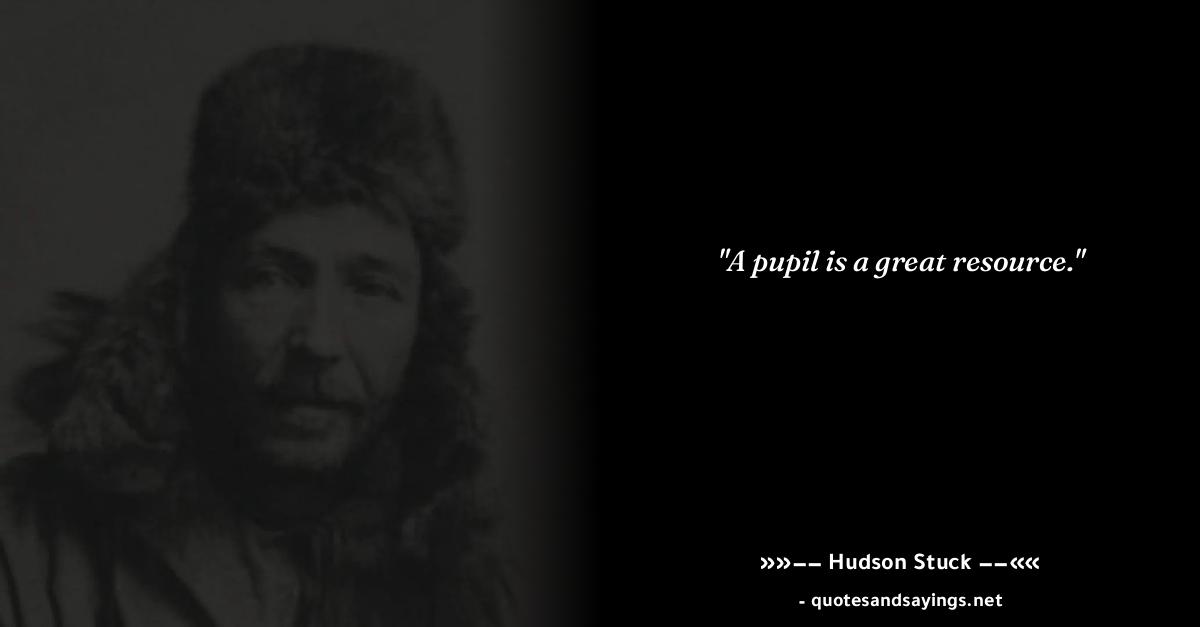 "A pupil is a great resource."
»»–– Hudson Stuck ––««
- quotesandsayings.net